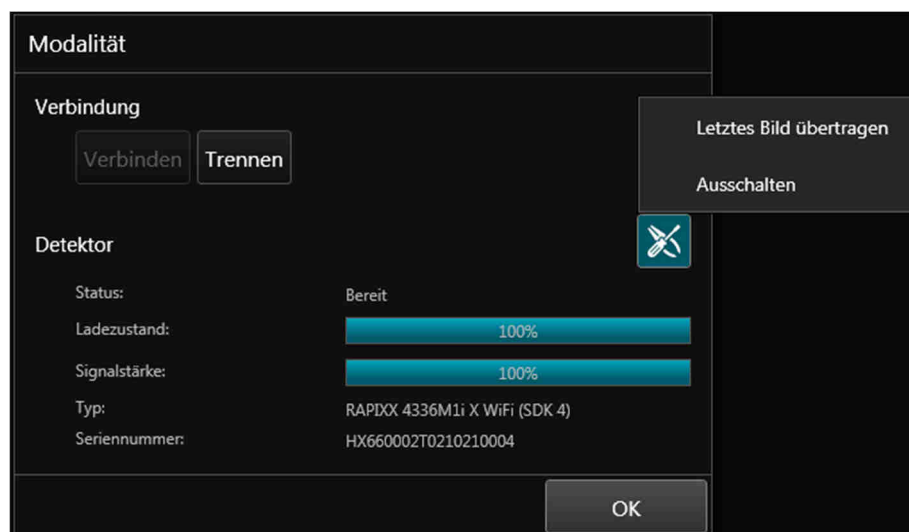 Modalität
Verbindung
Verbinden Trennen
Letztes Bild übertragen
Ausschalten
Detektor
Status: Bereit
Ladezustand: 100%
Signalstärke: 100%
Typ: RAPIXX 4336M1i X WiFi (SDK 4)
Seriennummer: HX660002T0210210004
OK